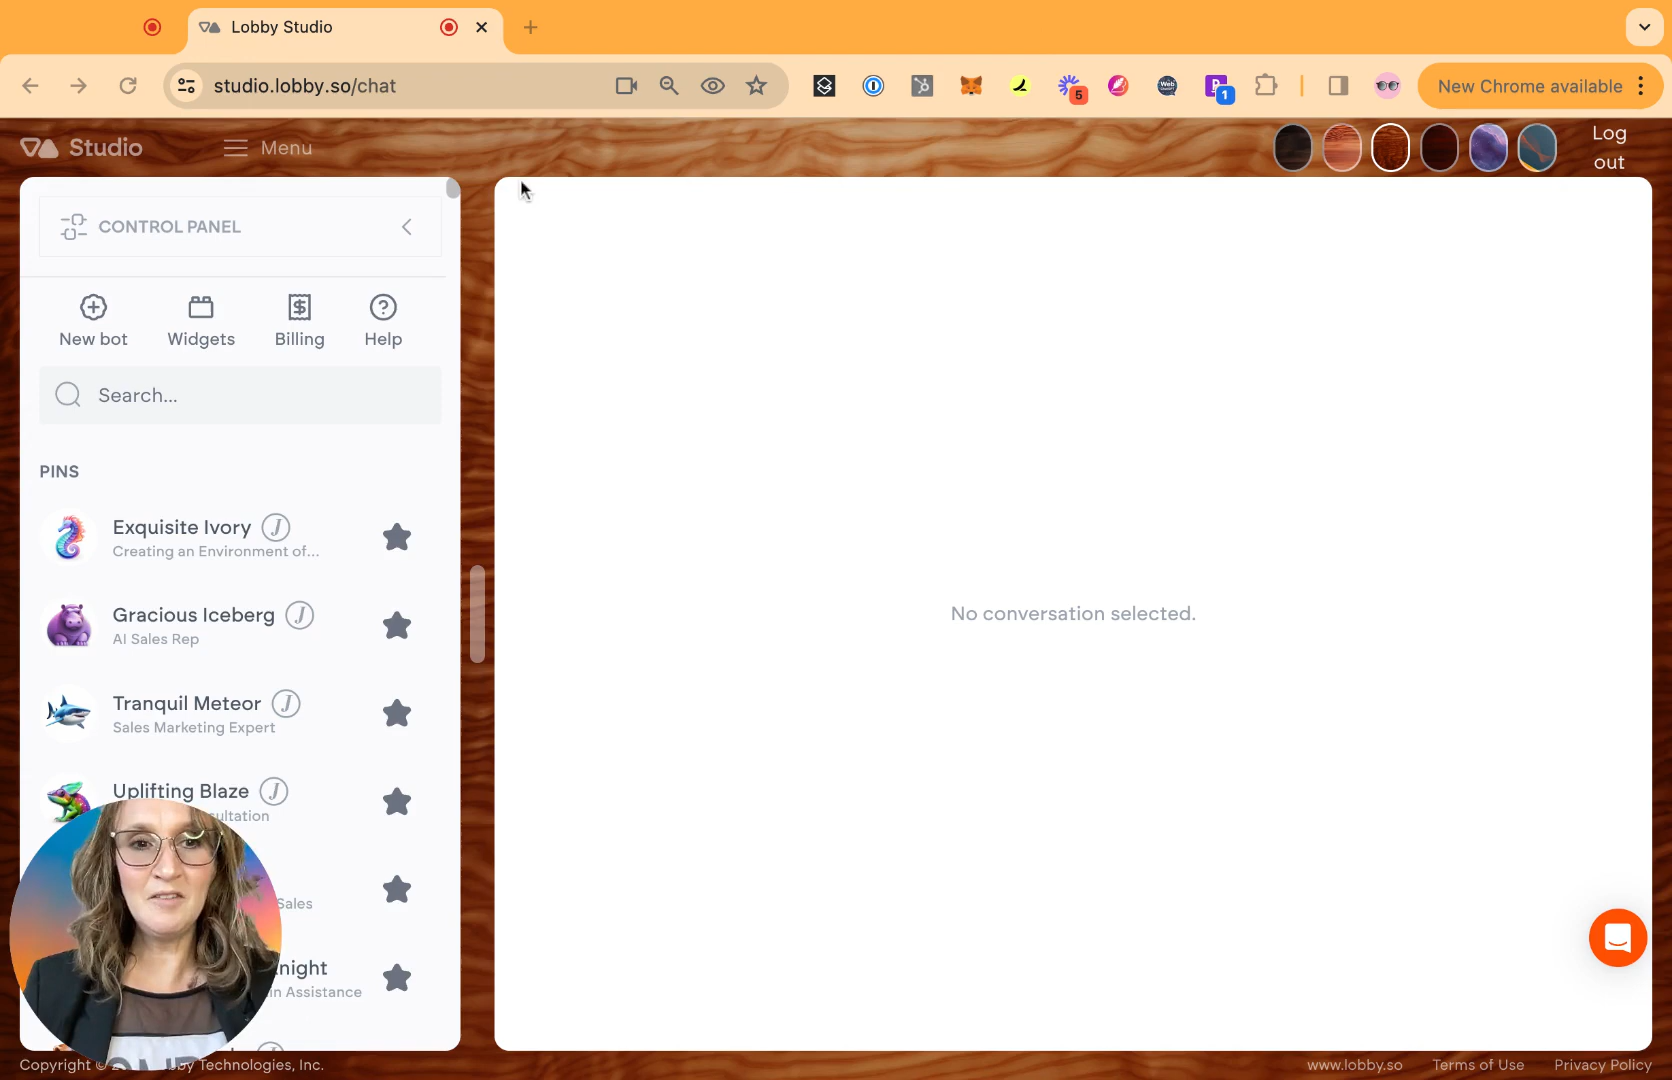 Lobby Studio
studio.lobby.so/chat
5
1
New Chrome available
Studio
Menu
Log out
CONTROL PANEL
New bot
Widgets
Billing
Help
Search...
PINS
Exquisite Ivory J
Creating an Environment of...
Gracious Iceberg J
AI Sales Rep
Tranquil Meteor J
Sales Marketing Expert
Uplifting Blaze J
Sales
Assistance
No conversation selected.
Copyright ©
Technologies, Inc.
www.lobby.so
Terms of Use
Privacy Policy